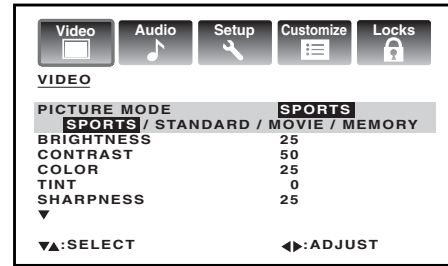 Video Audio Setup Customize Locks
VIDEO
PICTURE MODE SPORTS
SPORTS / STANDARD / MOVIE / MEMORY
BRIGHTNESS 25
CONTRAST 50
COLOR 25
TINT 0
SHARPNESS 25
▼
▼▲:SELECT ◀▶:ADJUST